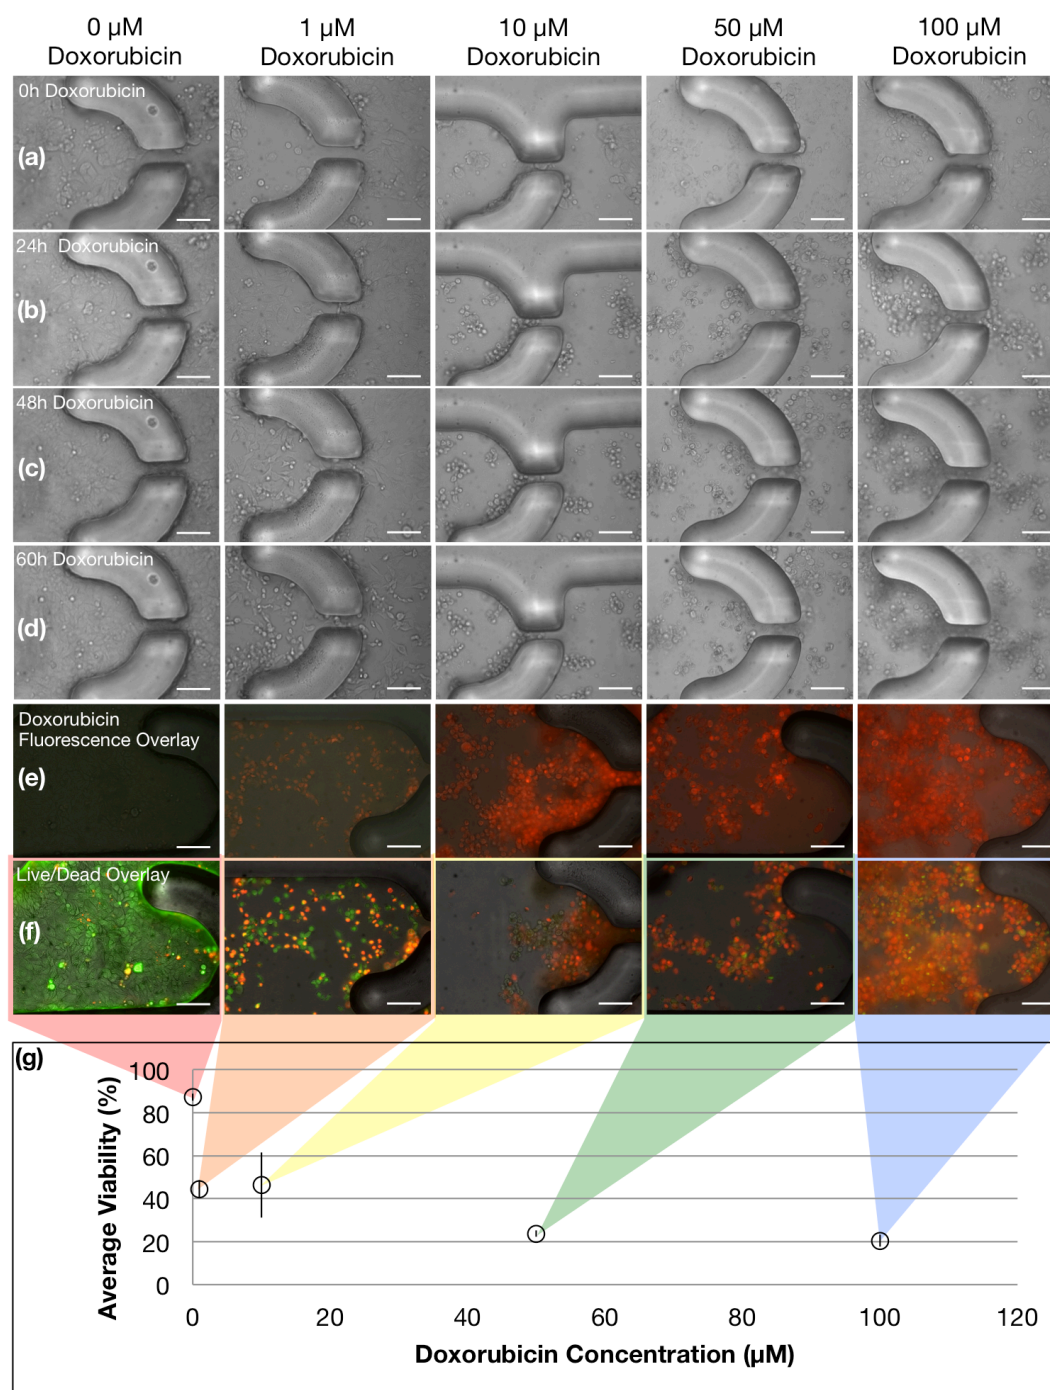 0 µM
Doxorubicin
1 µM
Doxorubicin
10 µM
Doxorubicin
50 µM
Doxorubicin
100 µM
Doxorubicin
0h Doxorubicin
(a)
24h Doxorubicin
(b)
48h Doxorubicin
(c)
60h Doxorubicin
(d)
Doxorubicin
Fluorescence Overlay
(e)
Live/Dead Overlay
(f)
(g)
Average Viability (%)
100
80
60
40
20
0
0 20 40 60 80 100 120
Doxorubicin Concentration (µM)